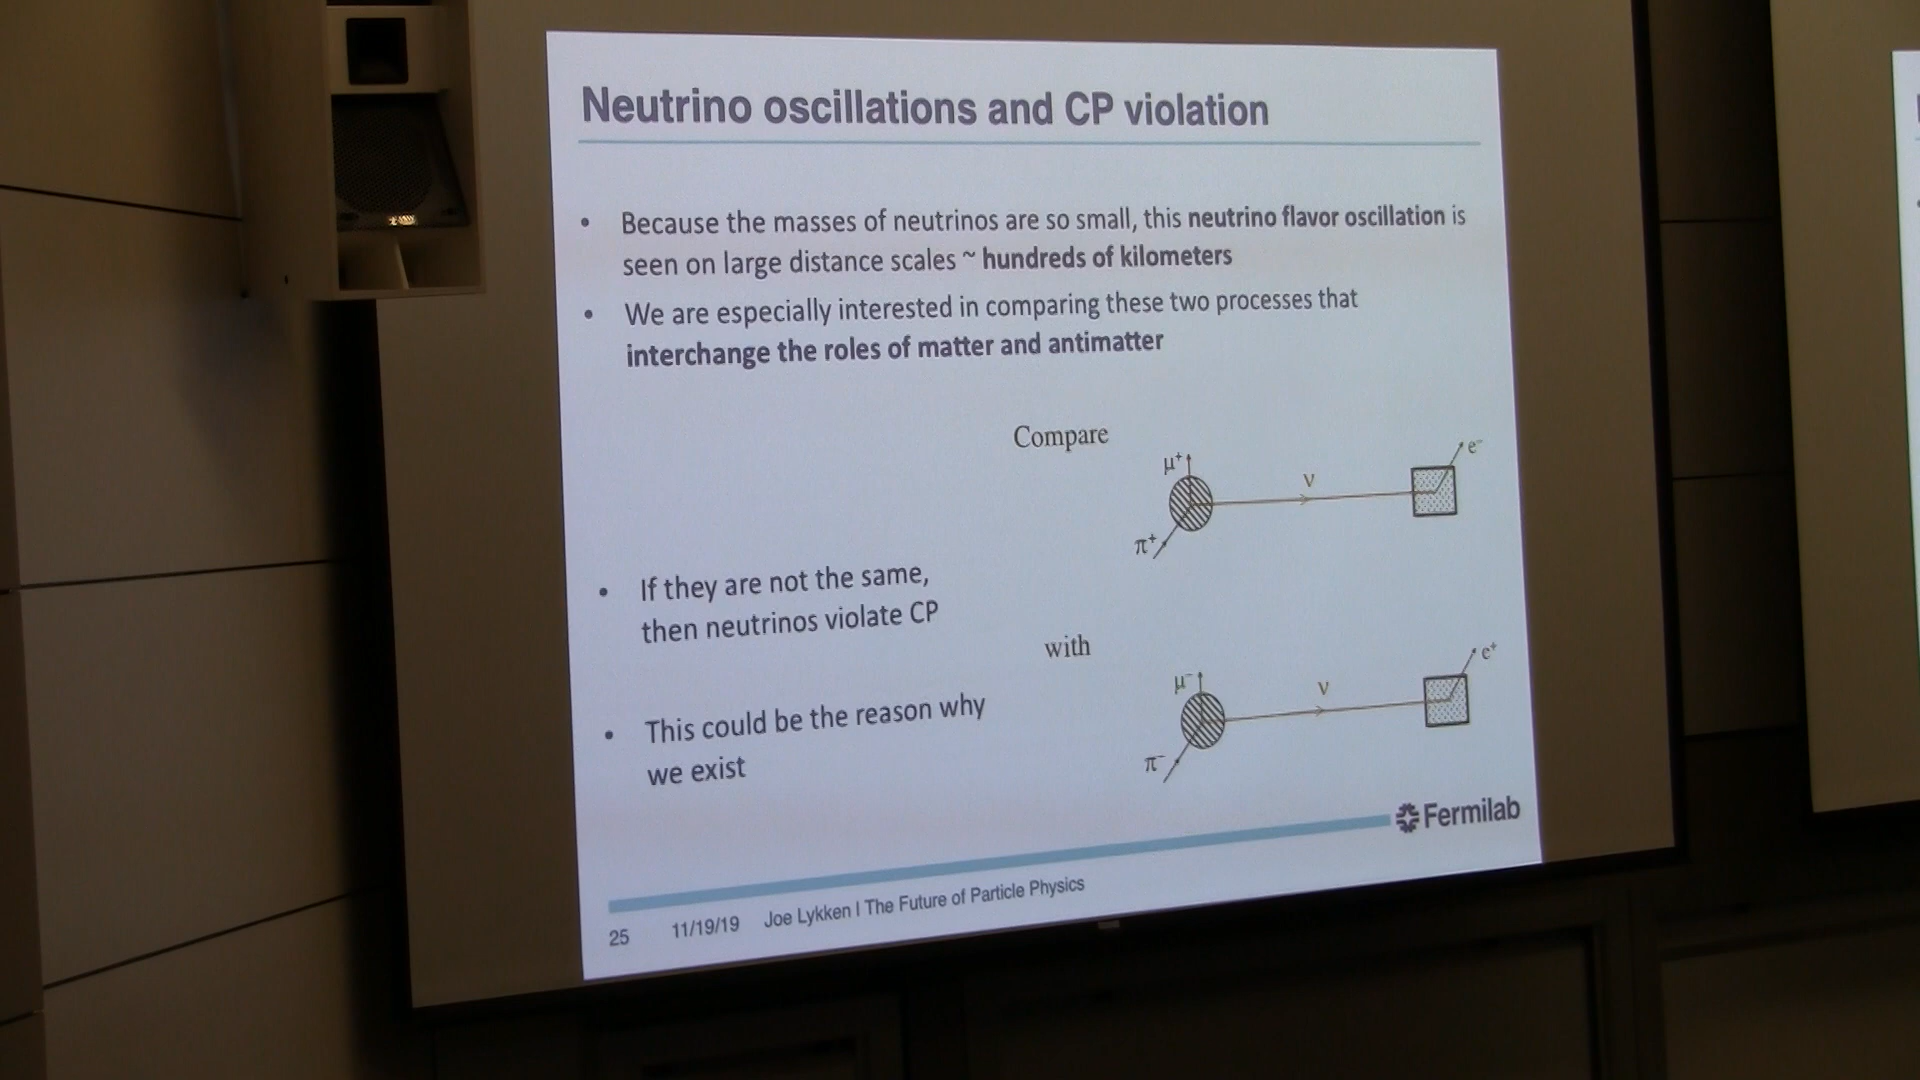 Neutrino oscillations and CP violation
• Because the masses of neutrinos are so small, this neutrino flavor oscillation is
seen on large distance scales ~ hundreds of kilometers
• We are especially interested in comparing these two processes that
interchange the roles of matter and antimatter
Compare
μ⁺
ν
e⁻
π⁺
• If they are not the same,
then neutrinos violate CP
with
μ⁻
ν
e⁺
π⁻
• This could be the reason why
we exist
Fermilab
25 11/19/19 Joe Lykken | The Future of Particle Physics